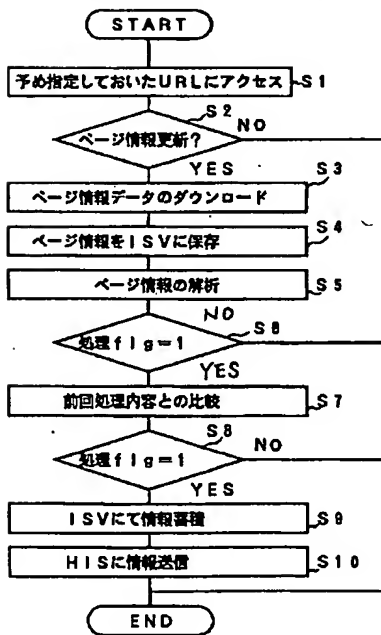 START
予め指定しておいたURLにアクセス S1
S2
ページ情報更新? NO
YES
S3
ページ情報データのダウンロード
S4
ページ情報をISVに保存
ページ情報の解析 S5
NO S6
処理flg=1
YES
前回処理内容との比較 S7
S8
処理flg=1 NO
YES
ISVにて情報蓄積 S9
HISに情報送信 S10
END